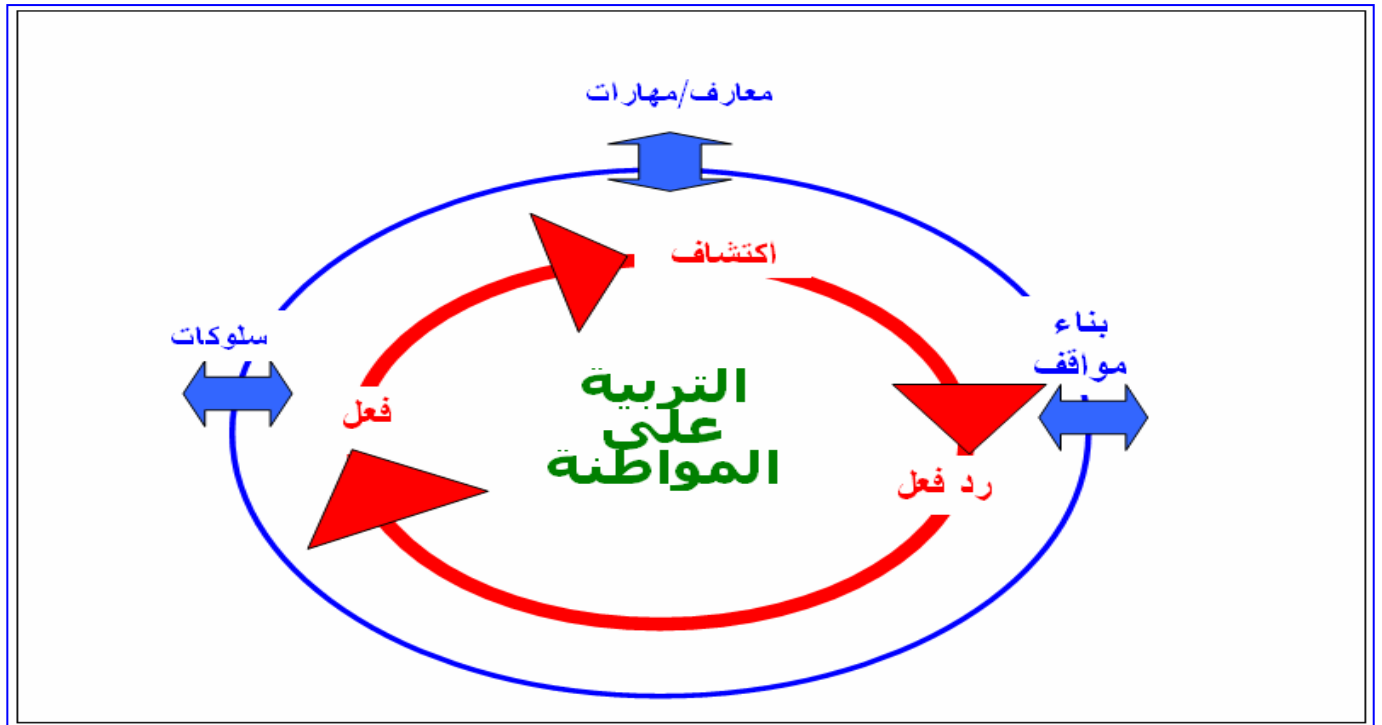 معارف/مهارات
اكتشاف
بناء
مواقف
سلوكات
فعل
التربية
على
المواطنة
رد فعل